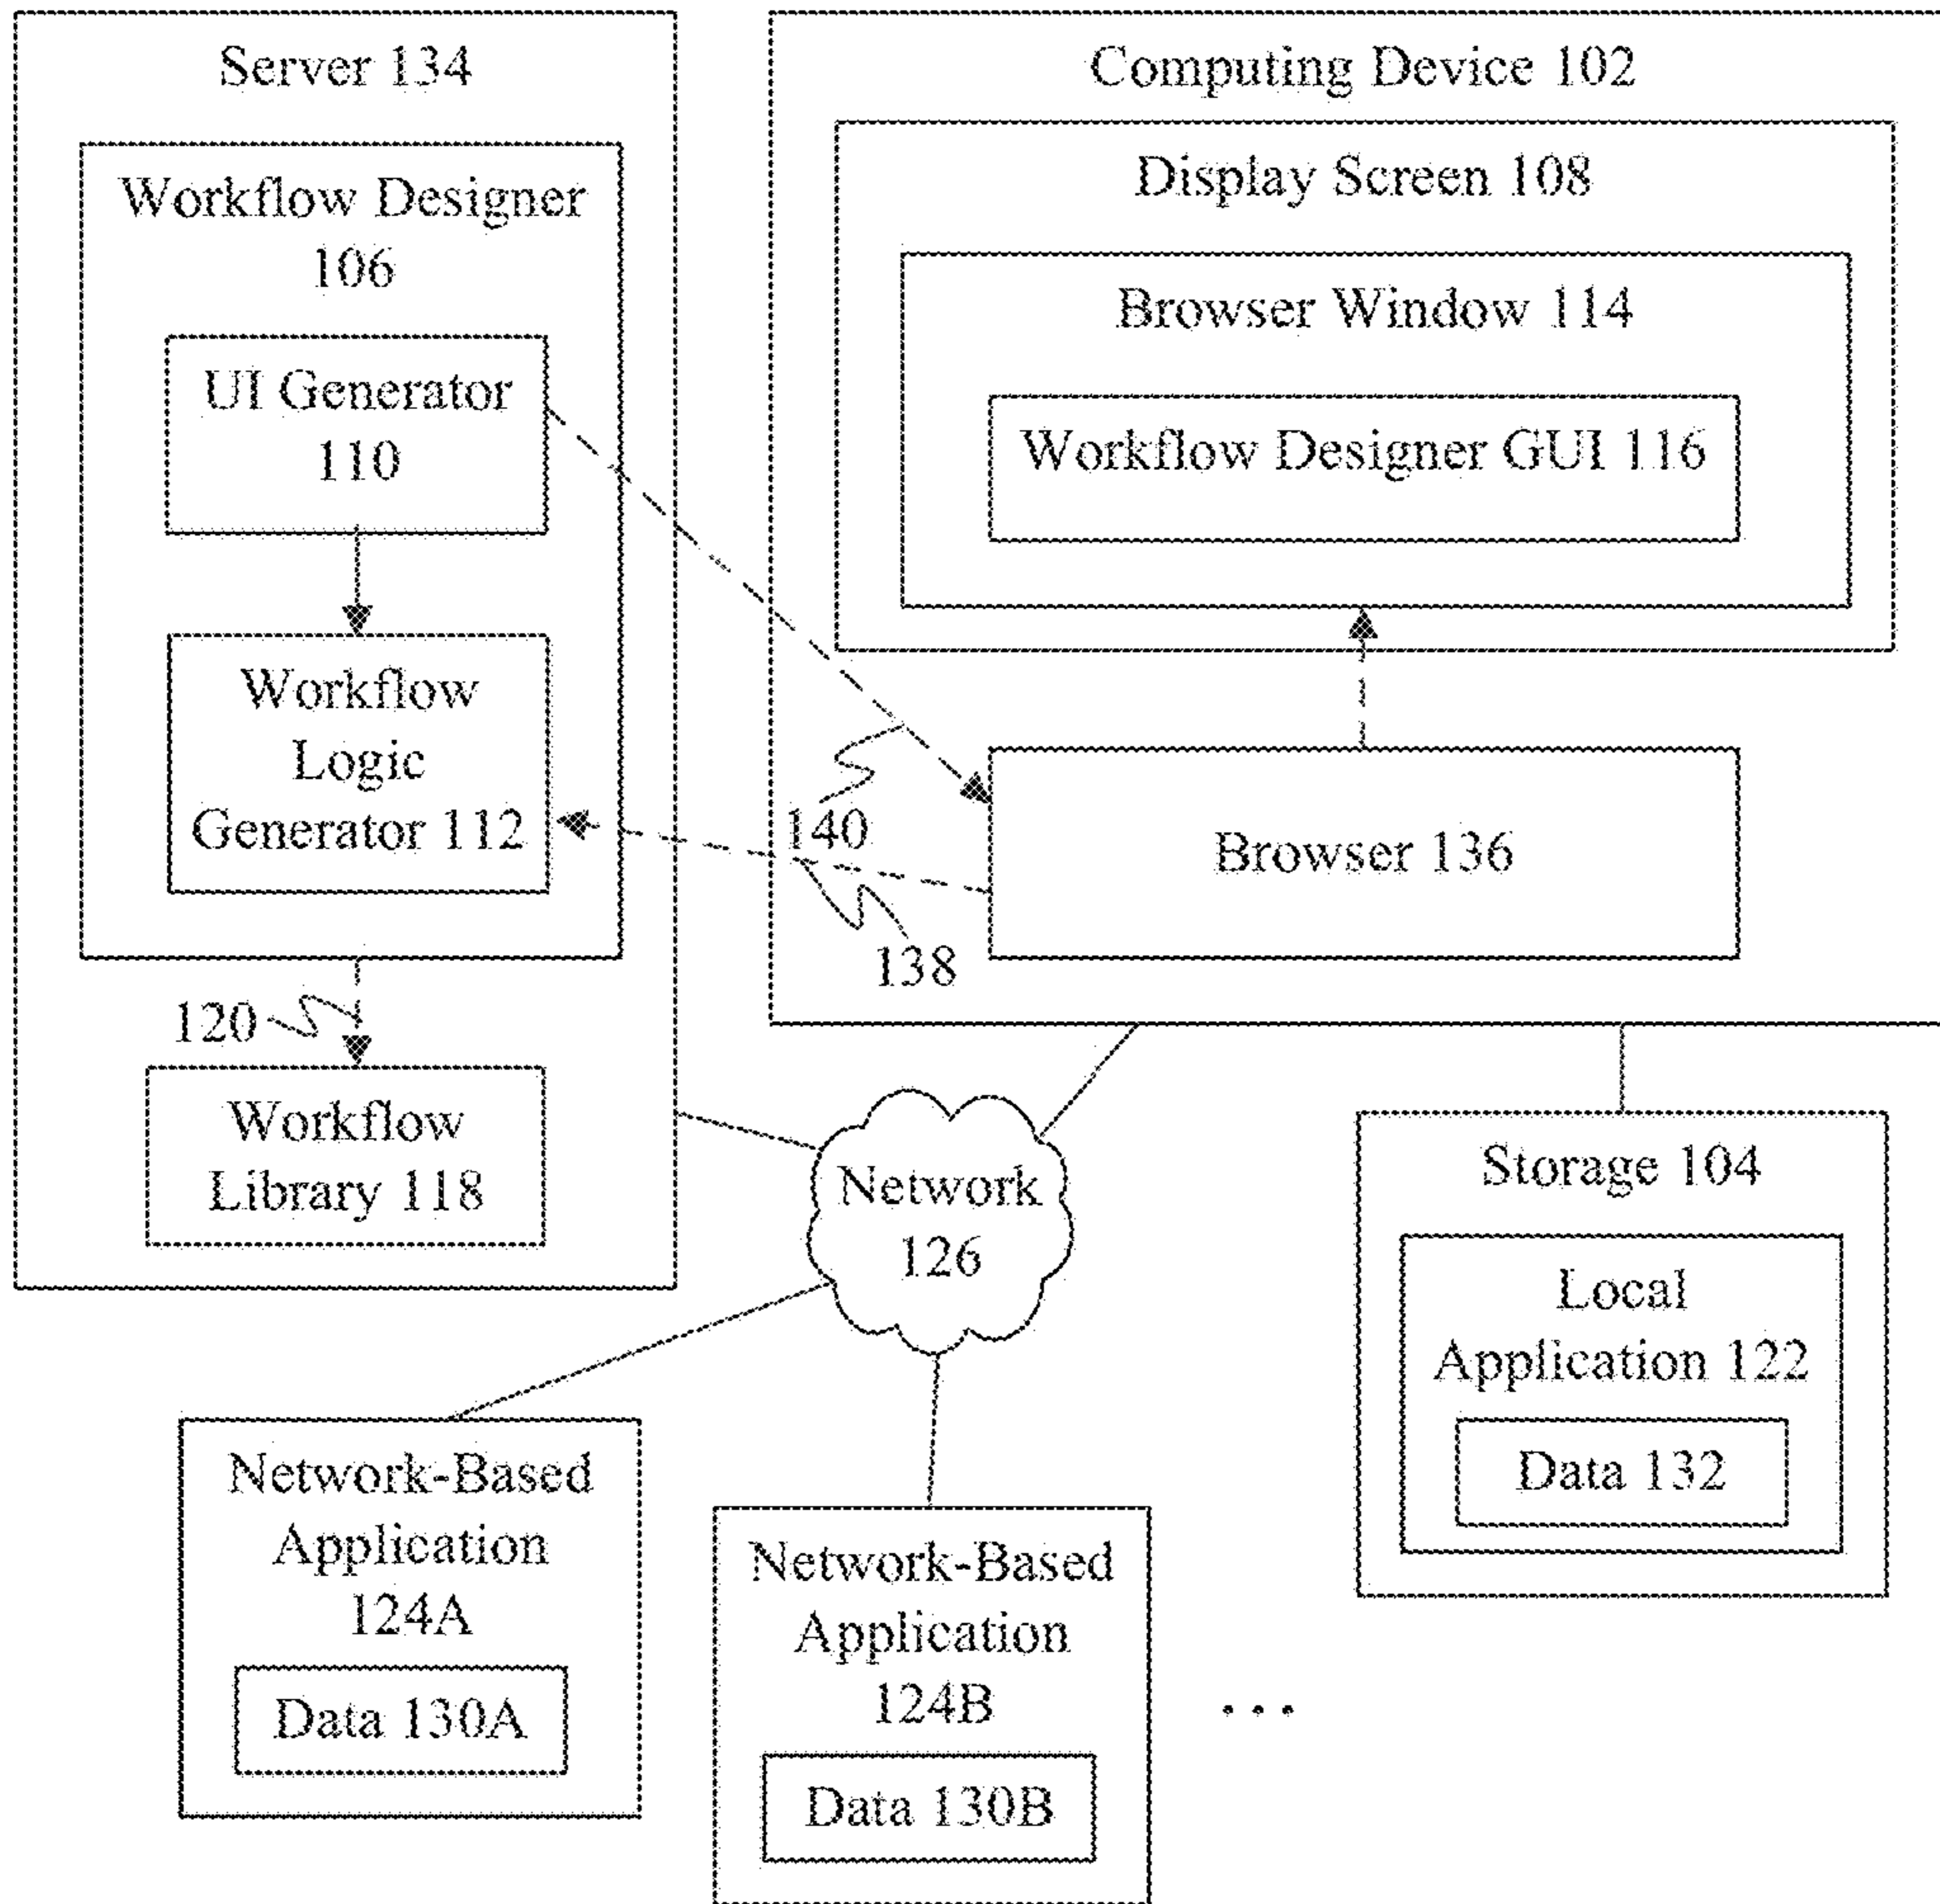 Server 134
Workflow Designer
106
UI Generator
110
Workflow
Logic
Generator 112
120
Workflow
Library 118
Computing Device 102
Display Screen 108
Browser Window 114
Workflow Designer GUI 116
140
Browser 136
138
Network
126
Storage 104
Local
Application 122
Data 132
Network-Based
Application
124A
Data 130A
Network-Based
Application
124B
Data 130B
...